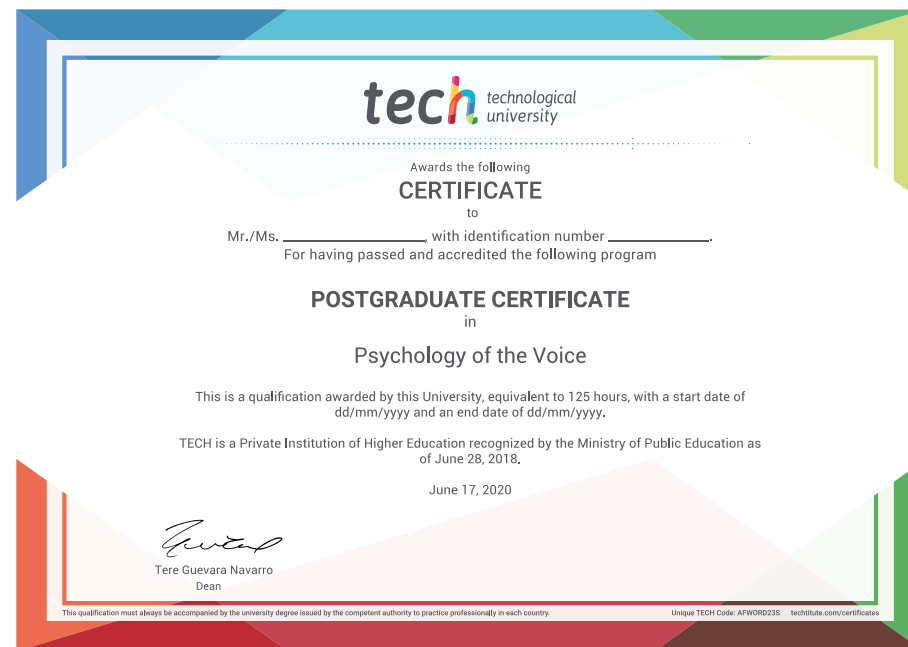 tech technological
university
Awards the following
CERTIFICATE
to
Mr./Ms. ____________________, with identification number ______________.
For having passed and accredited the following program
POSTGRADUATE CERTIFICATE
in
Psychology of the Voice
This is a qualification awarded by this University, equivalent to 125 hours, with a start date of
dd/mm/yyyy and an end date of dd/mm/yyyy.
TECH is a Private Institution of Higher Education recognized by the Ministry of Public Education as
of June 28, 2018.
June 17, 2020
Tere Guevara Navarro
Dean
This qualification must always be accompanied by the university degree issued by the competent authority to practice professionally in each country.
Unique TECH Code: AFWORD23S techtitute.com/certificates